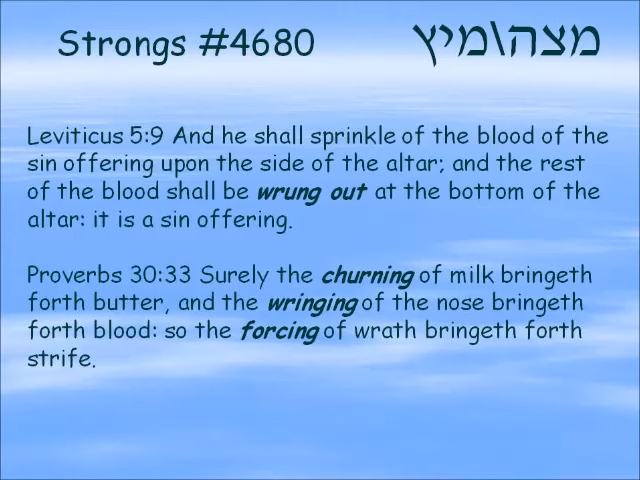 Strongs #4680 מצה\מיץ
Leviticus 5:9 And he shall sprinkle of the blood of the
sin offering upon the side of the altar; and the rest
of the blood shall be wrung out at the bottom of the
altar: it is a sin offering.
Proverbs 30:33 Surely the churning of milk bringeth
forth butter, and the wringing of the nose bringeth
forth blood: so the forcing of wrath bringeth forth
strife.